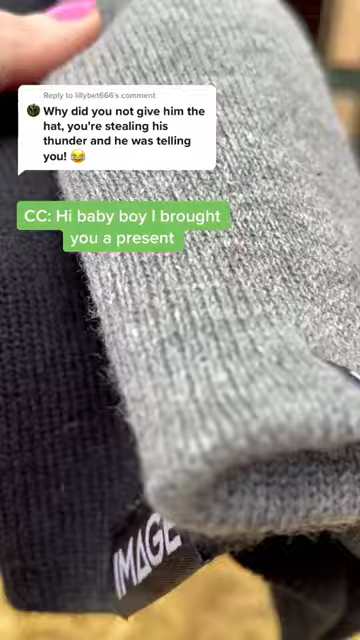 Reply to lillybet666's comment
Why did you not give him the
hat, you're stealing his
thunder and he was telling
you! 😂
CC: Hi baby boy I brought
you a present
IMAGE